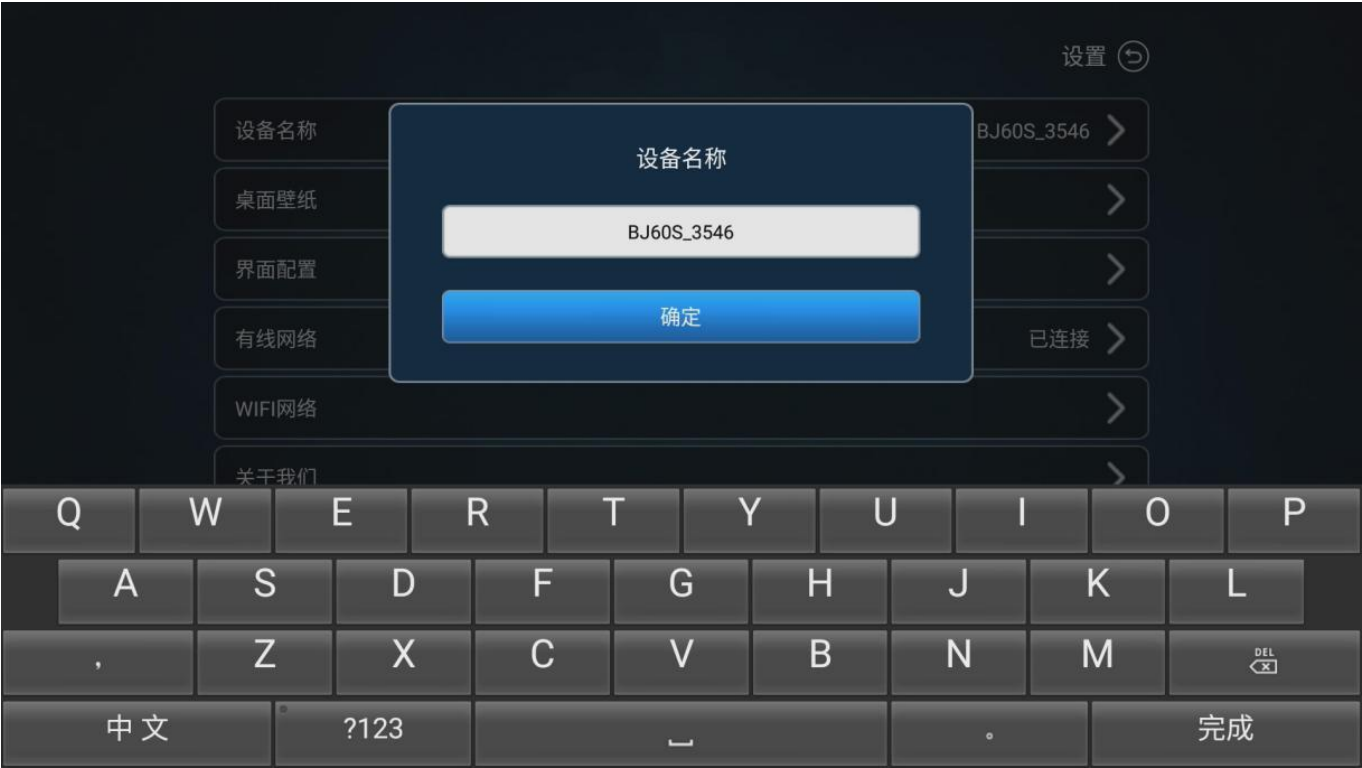 设置
设备名称
BJ60S_3546
设备名称
桌面壁纸
BJ60S_3546
界面配置
确定
有线网络
已连接
WIFI网络
关于我们
Q W E R T Y U I O P
A S D F G H J K L
, Z X C V B N M DEL
中文 ?123 。 完成